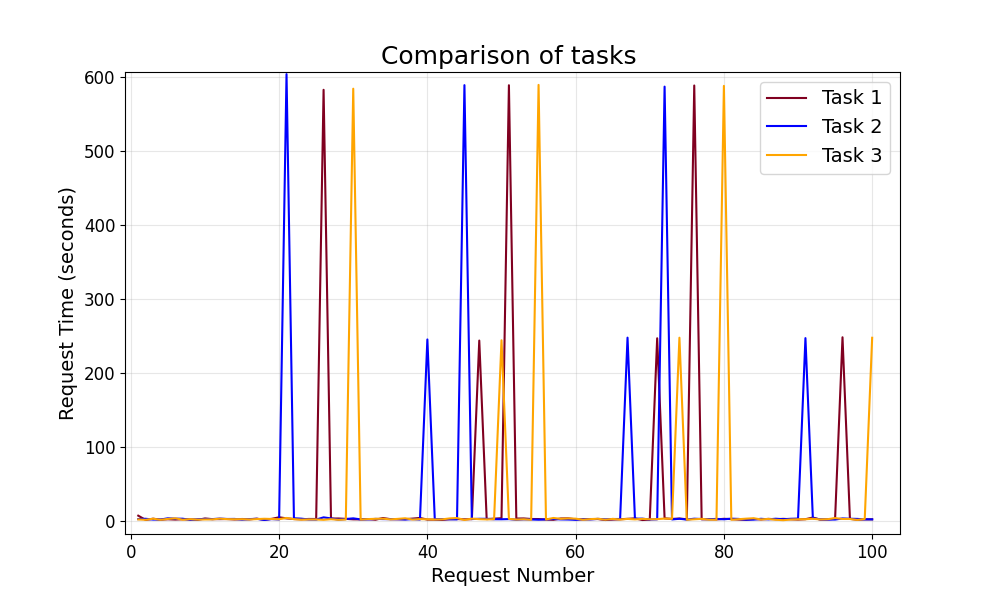 Comparison of tasks
Request Time (seconds)
600
500
400
300
200
100
0
Task 1
Task 2
Task 3
0 20 40 60 80 100
Request Number